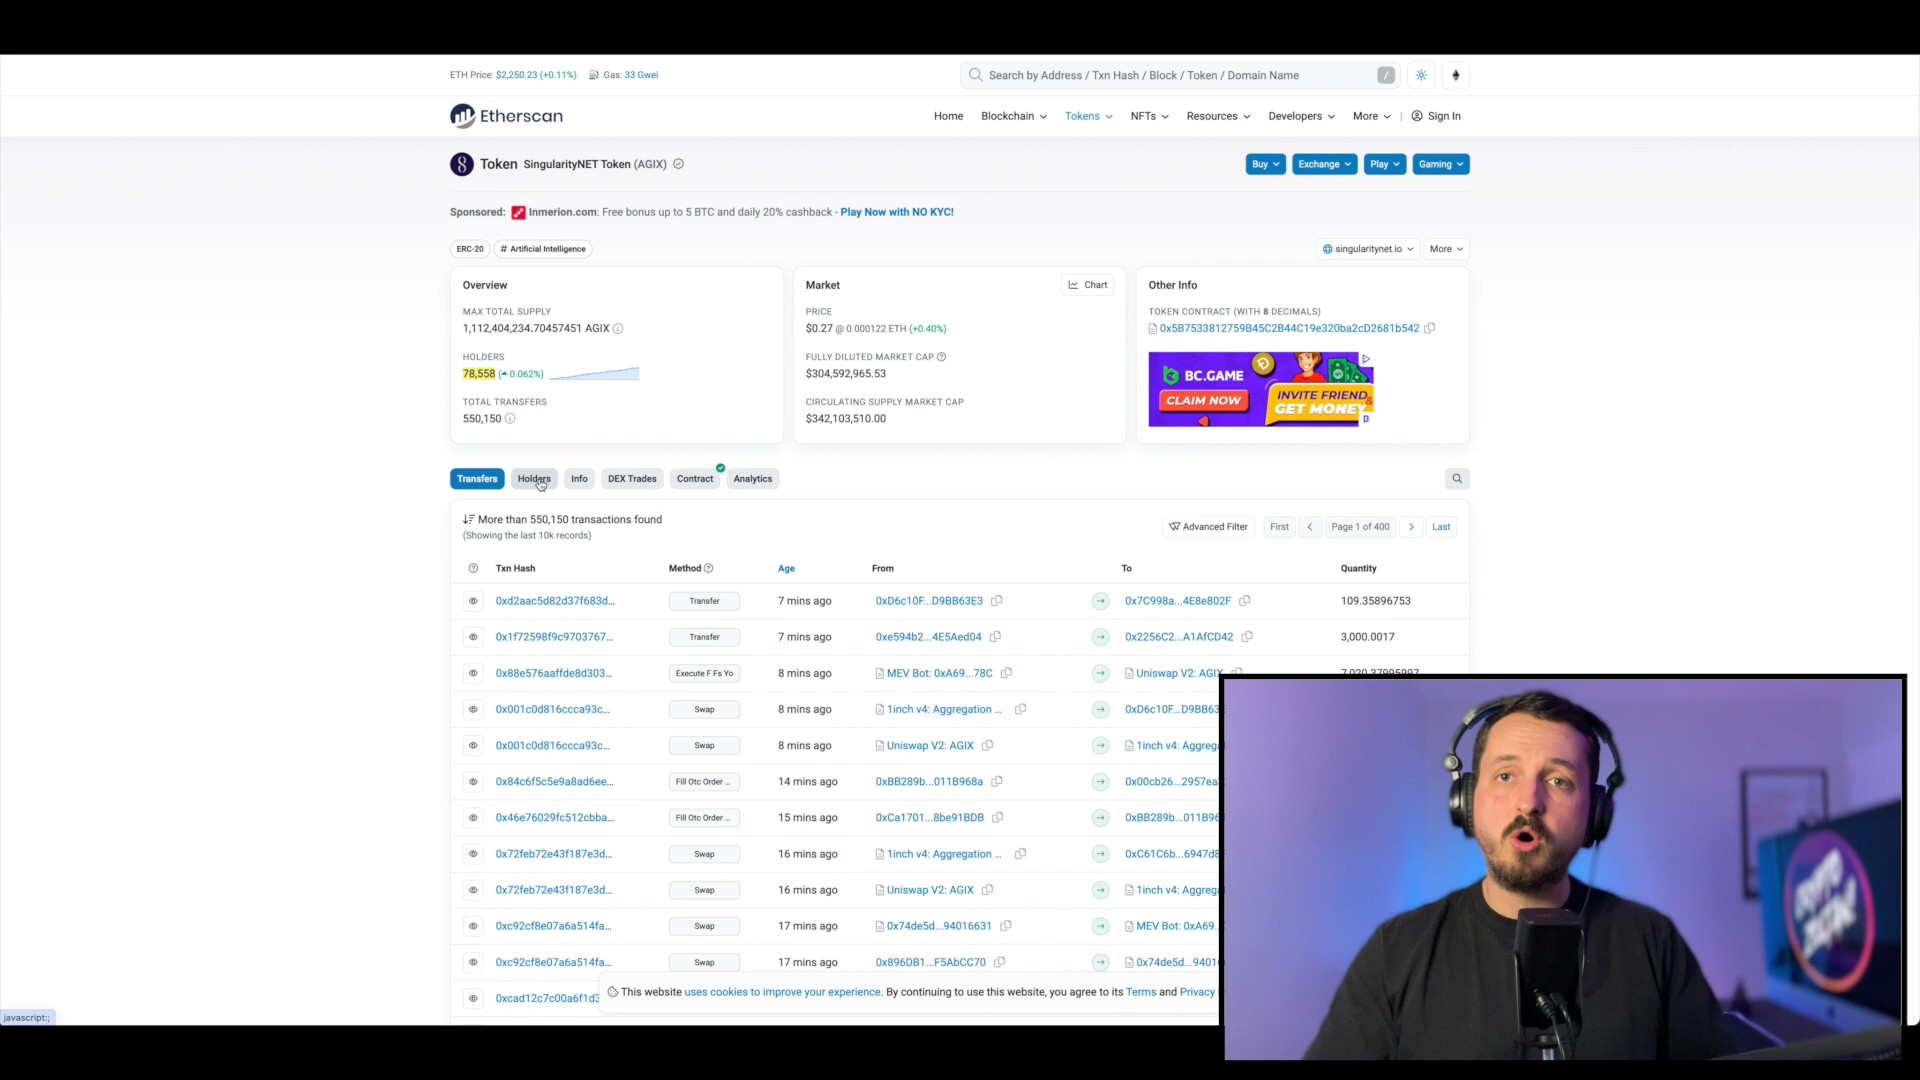 ETH Price: $2,250.23 (+0.11%) Gas: 33 Gwei
Search by Address / Txn Hash / Block / Token / Domain Name /
Etherscan
Home Blockchain Tokens NFTs Resources Developers More | Sign In
Token SingularityNET Token (AGIX)
Buy Exchange Play Gaming
Sponsored: Inmerion.com: Free bonus up to 5 BTC and daily 20% cashback - Play Now with NO KYC!
ERC-20 # Artificial Intelligence
singularitynet.io More
Overview
MAX TOTAL SUPPLY
1,112,404,234.70457451 AGIX
HOLDERS
78,558 (0.062%)
TOTAL TRANSFERS
550,150
Market
Chart
PRICE
$0.27 @ 0.000122 ETH (+0.40%)
FULLY DILUTED MARKET CAP
$304,592,965.53
CIRCULATING SUPPLY MARKET CAP
$342,103,510.00
Other Info
TOKEN CONTRACT (WITH 8 DECIMALS)
0x5B7533812759B45C2B44C19e320ba2cD2681b542
BC.GAME
CLAIM NOW
INVITE FRIEND
GET MONEY
Transfers Holders Info DEX Trades Contract Analytics
More than 550,150 transactions found
(Showing the last 10k records)
Advanced Filter First Page 1 of 400 Last
Txn Hash Method Age From To Quantity
0xd2aac5d82d37f683d... Transfer 7 mins ago 0xD6c10F...D9BB63E3 0x7C998a...4E8e802F 109.35896753
0x1f72598f9c9703767... Transfer 7 mins ago 0xe594b2...4E5Aed04 0x2256C2...A1AfCD42 3,000.0017
0x88e576aaffde8d303... Execute F Fs Yo 8 mins ago MEV Bot: 0xA69...78C Uniswap V2: AGIX 7,020.37995997
0x001c0d816ccca93c... Swap 8 mins ago 1inch v4: Aggregation ... 0xD6c10F...D9BB63
0x001c0d816ccca93c... Swap 8 mins ago Uniswap V2: AGIX 1inch v4: Aggrega
0x84c6f5c5e9a8ad6ee... Fill Otc Order ... 14 mins ago 0xBB289b...011B968a 0x00cb26...2957ea
0x46e76029fc512cbba... Fill Otc Order ... 15 mins ago 0xCa1701...8be91BDB 0xBB289b...011B96
0x72feb72e43f187e3d... Swap 16 mins ago 1inch v4: Aggregation ... 0xC61C6b...6947d8
0x72feb72e43f187e3d... Swap 16 mins ago Uniswap V2: AGIX 1inch v4: Aggrega
0xc92cf8e07a6a514fa... Swap 17 mins ago 0x74de5d...94016631 MEV Bot: 0xA69.
0xc92cf8e07a6a514fa... Swap 17 mins ago 0x896DB1...F5AbCC70 0x74de5d...9401
0xcad12c7c00a6f1d3
This website uses cookies to improve your experience. By continuing to use this website, you agree to its Terms and Privacy
javascript:;
CRYPTO